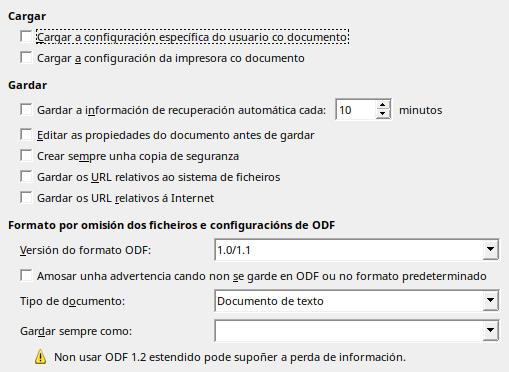 Cargar
Cargar a configuración específica do usuario co documento
Cargar a configuración da impresora co documento
Gardar
Gardar a información de recuperación automática cada: 10 minutos
Editar as propiedades do documento antes de gardar
Crear sempre unha copia de seguranza
Gardar os URL relativos ao sistema de ficheiros
Gardar os URL relativos á Internet
Formato por omisión dos ficheiros e configuracións de ODF
Versión do formato ODF: 1.0/1.1
Amosar unha advertencia cando non se garde en ODF ou no formato predeterminado
Tipo de documento: Documento de texto
Gardar sempre como:
Non usar ODF 1.2 estendido pode supoñer a perda de información.